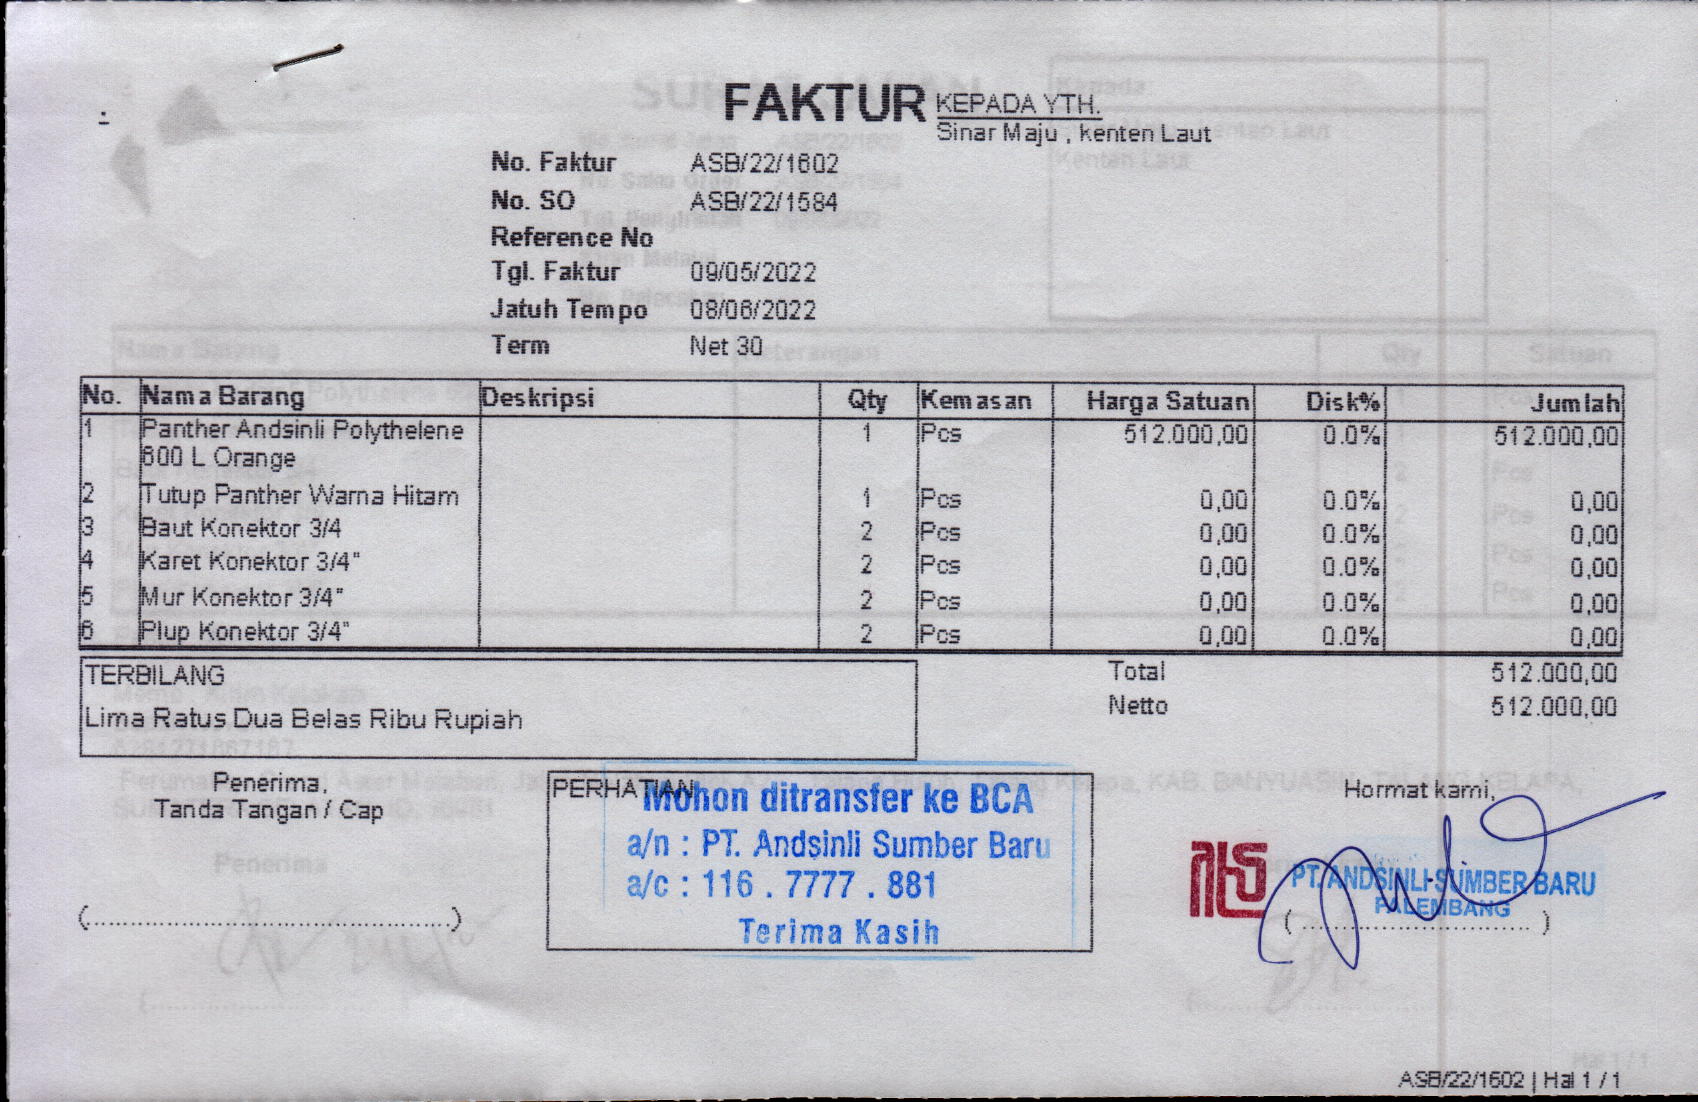 FAKTUR
KEPADA YTH.
Sinar Maju , kenten Laut
No. Faktur ASB/22/1602
No. SO ASB/22/1584
Reference No
Tgl. Faktur 09/05/2022
Jatuh Tempo 08/06/2022
Term Net 30
No. Nama Barang Deskripsi Qty Kemasan Harga Satuan Disk% Jumlah
1 Panther Andsinli Polythelene 1 Pcs 512.000,00 0.0% 512.000,00
600 L Orange
2 Tutup Panther Warna Hitam 1 Pcs 0,00 0.0% 0,00
3 Baut Konektor 3/4 2 Pcs 0,00 0.0% 0,00
4 Karet Konektor 3/4" 2 Pcs 0,00 0.0% 0,00
5 Mur Konektor 3/4" 2 Pcs 0,00 0.0% 0,00
6 Plup Konektor 3/4" 2 Pcs 0,00 0.0% 0,00
TERBILANG
Lima Ratus Dua Belas Ribu Rupiah
Total 512.000,00
Netto 512.000,00
Penerima,
Tanda Tangan / Cap
PERHATIAN
Mohon ditransfer ke BCA
a/n : PT. Andsinli Sumber Baru
a/c : 116 . 7777 . 881
Terima Kasih
Hormat kami,
PT. ANDSINLI SUMBER BARU
PALEMBANG
ASB/22/1602 | Hal 1 / 1